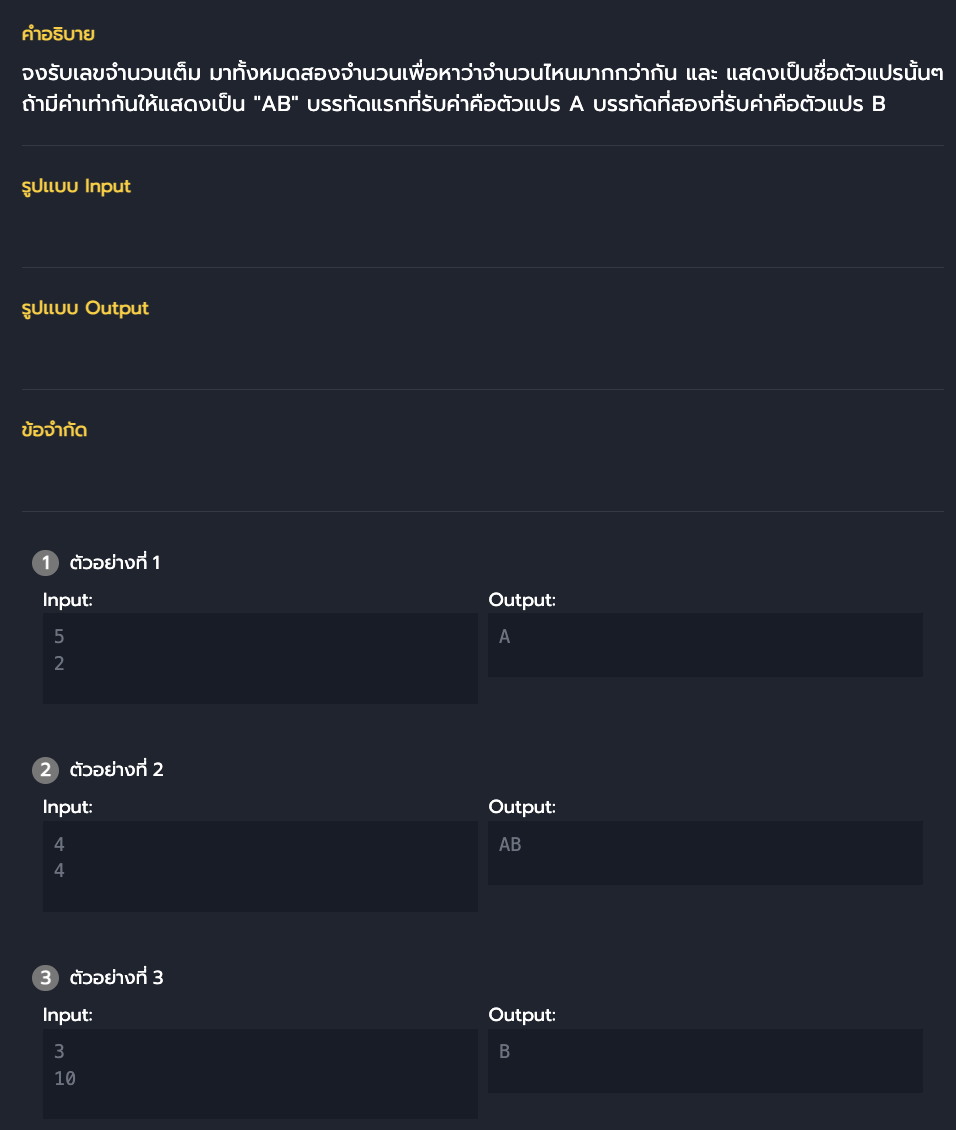 คำอธิบาย
จงรับเลขจำนวนเต็ม มาทั้งหมดสองจำนวนเพื่อหาว่าจำนวนไหนมากกว่ากัน และ แสดงเป็นชื่อตัวแปรนั้นๆ
ถ้ามีค่าเท่ากันให้แสดงเป็น "AB" บรรทัดแรกที่รับค่าคือตัวแปร A บรรทัดที่สองที่รับค่าคือตัวแปร B
รูปแบบ Input
รูปแบบ Output
ข้อจำกัด
1 ตัวอย่างที่ 1
Input: Output:
5 A
2
2 ตัวอย่างที่ 2
Input: Output:
4 AB
4
3 ตัวอย่างที่ 3
Input: Output:
3 B
10